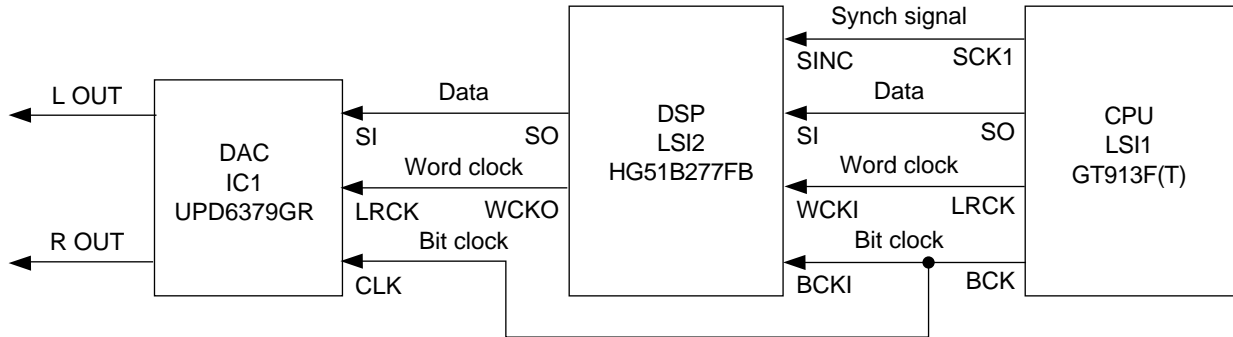 Synch signal
SINC
SCK1
L OUT
Data
SI
SO
Data
SI
SO
DAC
IC1
UPD6379GR
DSP
LSI2
HG51B277FB
CPU
LSI1
GT913F(T)
Word clock
LRCK
WCKO
Word clock
WCKI
LRCK
R OUT
Bit clock
CLK
Bit clock
BCKI
BCK